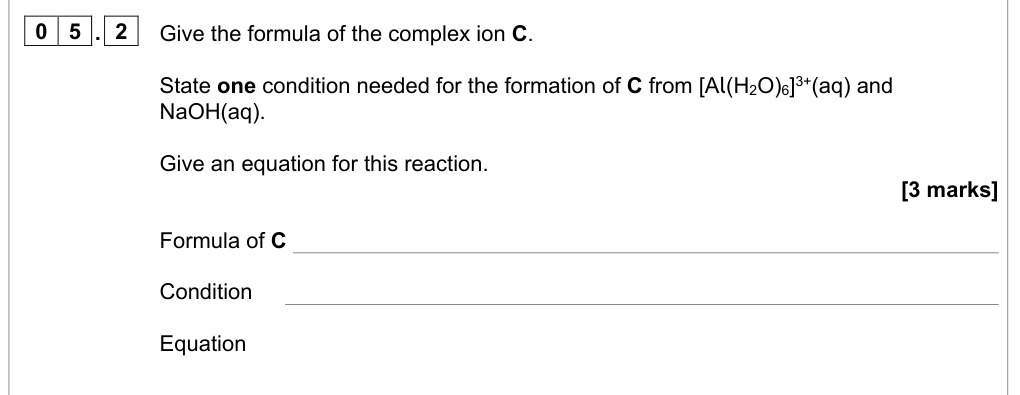 0 5 . 2 Give the formula of the complex ion C.
State one condition needed for the formation of C from [Al(H₂O)₆]³⁺(aq) and
NaOH(aq).
Give an equation for this reaction.
[3 marks]
Formula of C
Condition
Equation